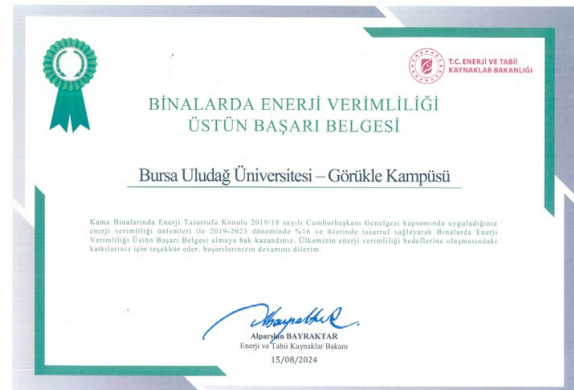 T.C. ENERJİ VE TABİİ
KAYNAKLAR BAKANLIĞI
BİNALARDA ENERJİ VERİMLİLİĞİ
ÜSTÜN BAŞARI BELGESİ
Bursa Uludağ Üniversitesi – Görükle Kampüsü
Kamu Binalarında Enerji Tasarrufu Konulu 2019/18 sayılı Cumhurbaşkanı Genelgesi kapsamında uyguladığınız
enerji verimliliği önlemleri ile 2019-2023 döneminde %16 ve üzerinde tasarruf sağlayarak Binalarda Enerji
Verimliliği Üstün Başarı Belgesi almaya hak kazandınız. Ülkemizin enerji verimliliği hedeflerine ulaşmasındaki
katkılarınız için teşekkür eder, başarılarınızın devamını dilerim.
Alparslan BAYRAKTAR
Enerji ve Tabii Kaynaklar Bakanı
15/08/2024